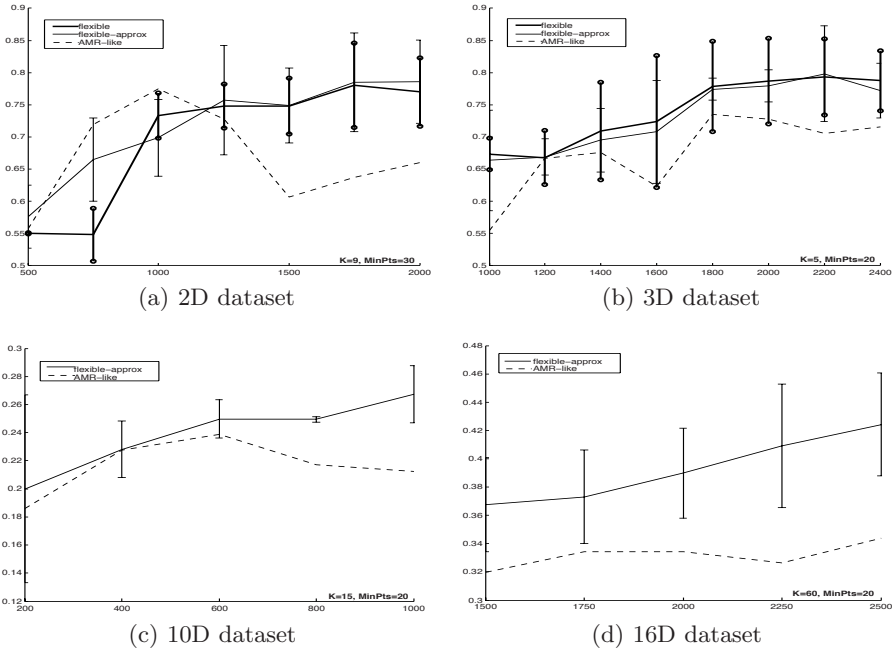 0.9
0.85
0.8
0.75
0.7
0.65
0.6
0.55
0.5
flexible
flexible−approx
AMR−like
K=9, MinPts=30
500 1000 1500 2000
(a) 2D dataset
0.9
0.85
0.8
0.75
0.7
0.65
0.6
0.55
0.5
flexible
flexible−approx
AMR−like
K=5, MinPts=20
1000 1200 1400 1600 1800 2000 2200 2400
(b) 3D dataset
0.3
0.28
0.26
0.24
0.22
0.2
0.18
0.16
0.14
0.12
flexible−approx
AMR−like
K=15, MinPts=20
200 400 600 800 1000
(c) 10D dataset
0.48
0.46
0.44
0.42
0.4
0.38
0.36
0.34
0.32
0.3
flexible−approx
AMR−like
K=60, MinPts=20
1500 1750 2000 2250 2500
(d) 16D dataset